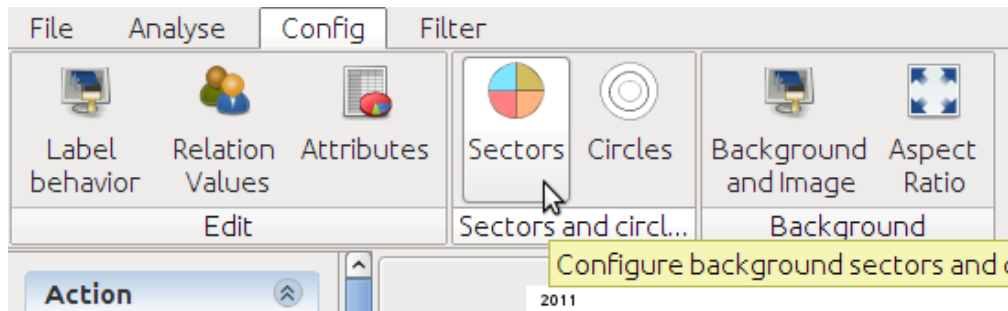 File Analyse Config Filter
Label behavior
Relation Values
Attributes
Sectors
Circles
Background and Image
Aspect Ratio
Edit
Sectors and circl...
Background
Configure background sectors and
Action
2011